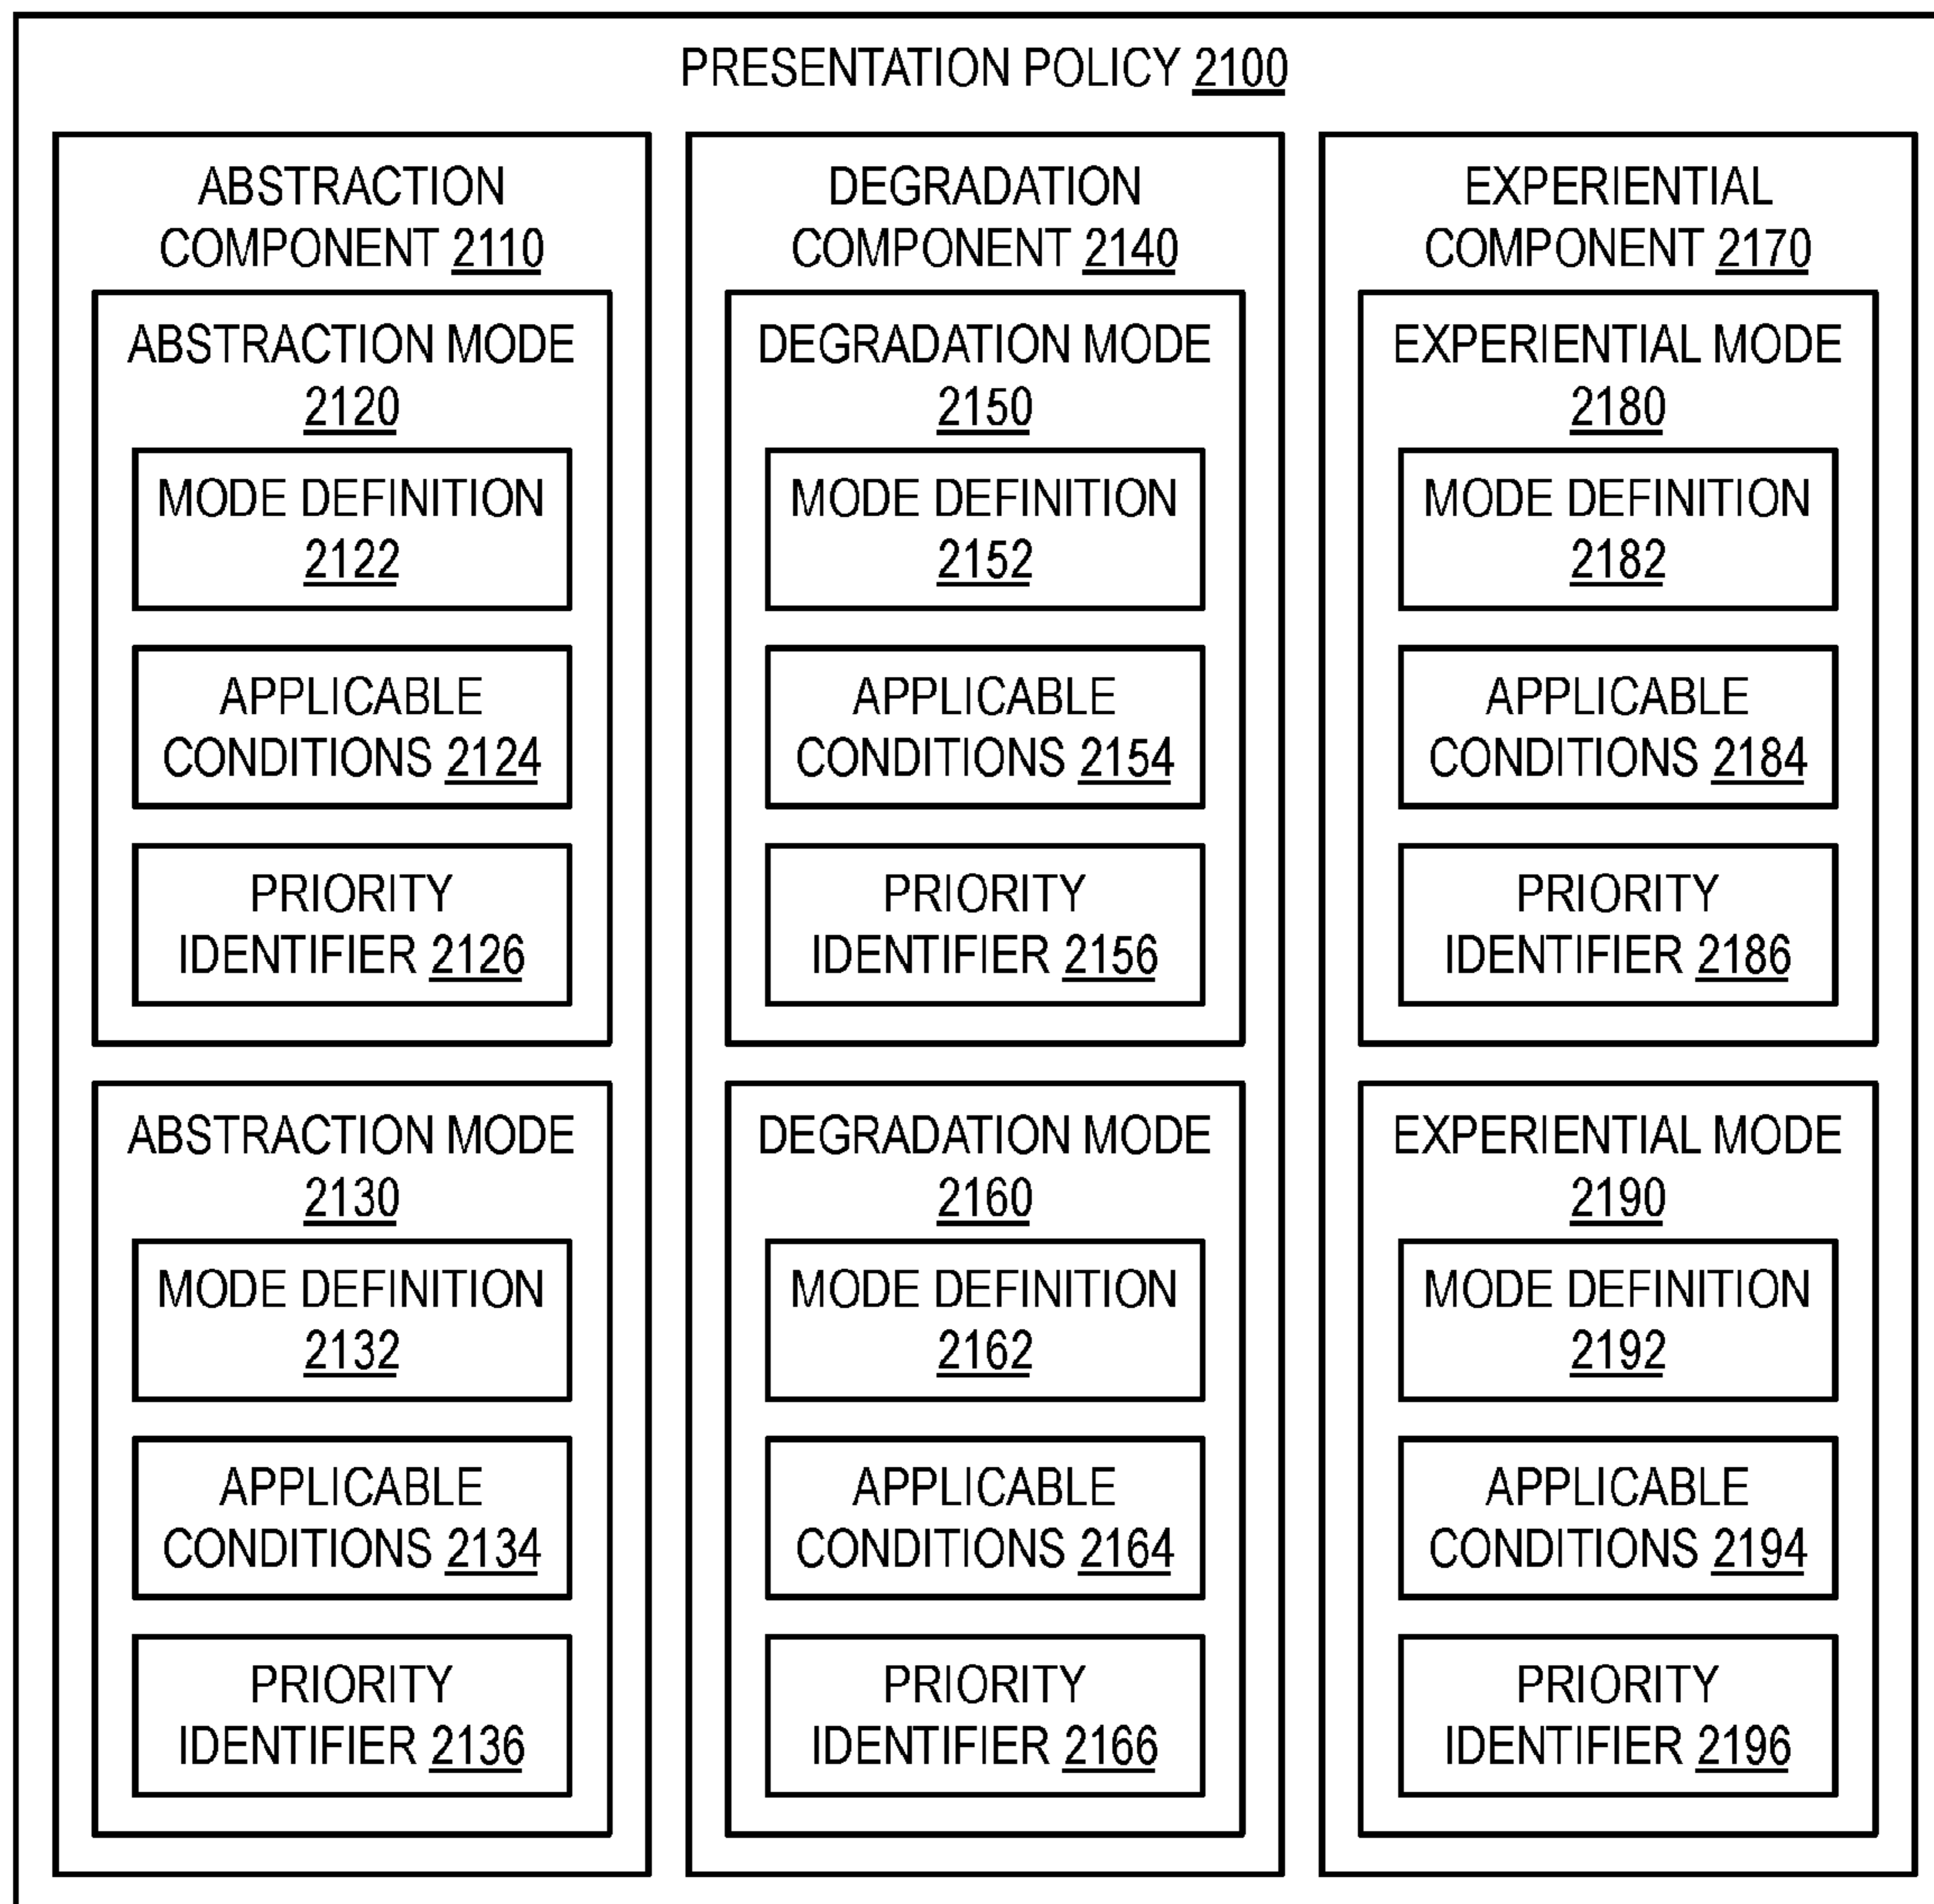 PRESENTATION POLICY 2100
ABSTRACTION
COMPONENT 2110
ABSTRACTION MODE
2120
MODE DEFINITION
2122
APPLICABLE
CONDITIONS 2124
PRIORITY
IDENTIFIER 2126
ABSTRACTION MODE
2130
MODE DEFINITION
2132
APPLICABLE
CONDITIONS 2134
PRIORITY
IDENTIFIER 2136
DEGRADATION
COMPONENT 2140
DEGRADATION MODE
2150
MODE DEFINITION
2152
APPLICABLE
CONDITIONS 2154
PRIORITY
IDENTIFIER 2156
DEGRADATION MODE
2160
MODE DEFINITION
2162
APPLICABLE
CONDITIONS 2164
PRIORITY
IDENTIFIER 2166
EXPERIENTIAL
COMPONENT 2170
EXPERIENTIAL MODE
2180
MODE DEFINITION
2182
APPLICABLE
CONDITIONS 2184
PRIORITY
IDENTIFIER 2186
EXPERIENTIAL MODE
2190
MODE DEFINITION
2192
APPLICABLE
CONDITIONS 2194
PRIORITY
IDENTIFIER 2196